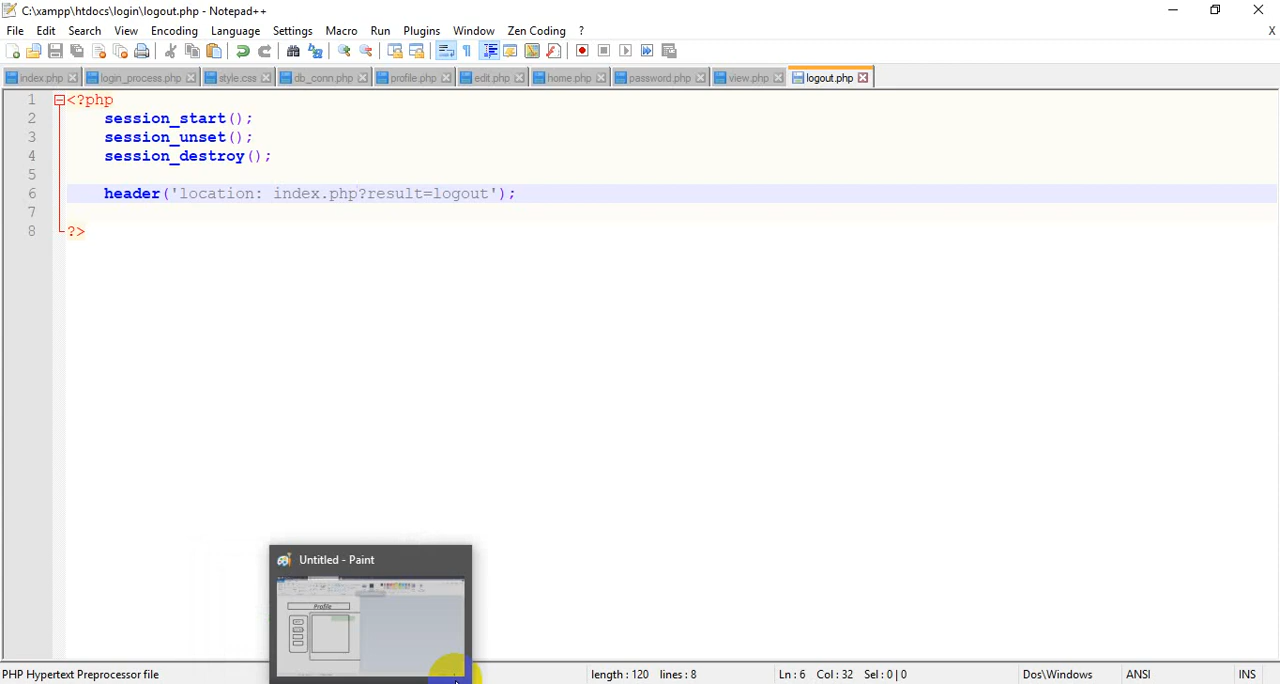 C:\xampp\htdocs\login\logout.php - Notepad++
File Edit Search View Encoding Language Settings Macro Run Plugins Window Zen Coding ? X
index.php login_process.php style.css db_conn.php profile.php edit.php home.php password.php view.php logout.php
1 <?php
2 session_start();
3 session_unset();
4 session_destroy();
5
6 header('location: index.php?result=logout');
7
8 ?>
Untitled - Paint
Profile
PHP Hypertext Preprocessor file length : 120 lines : 8 Ln : 6 Col : 32 Sel : 0 | 0 Dos\Windows ANSI INS